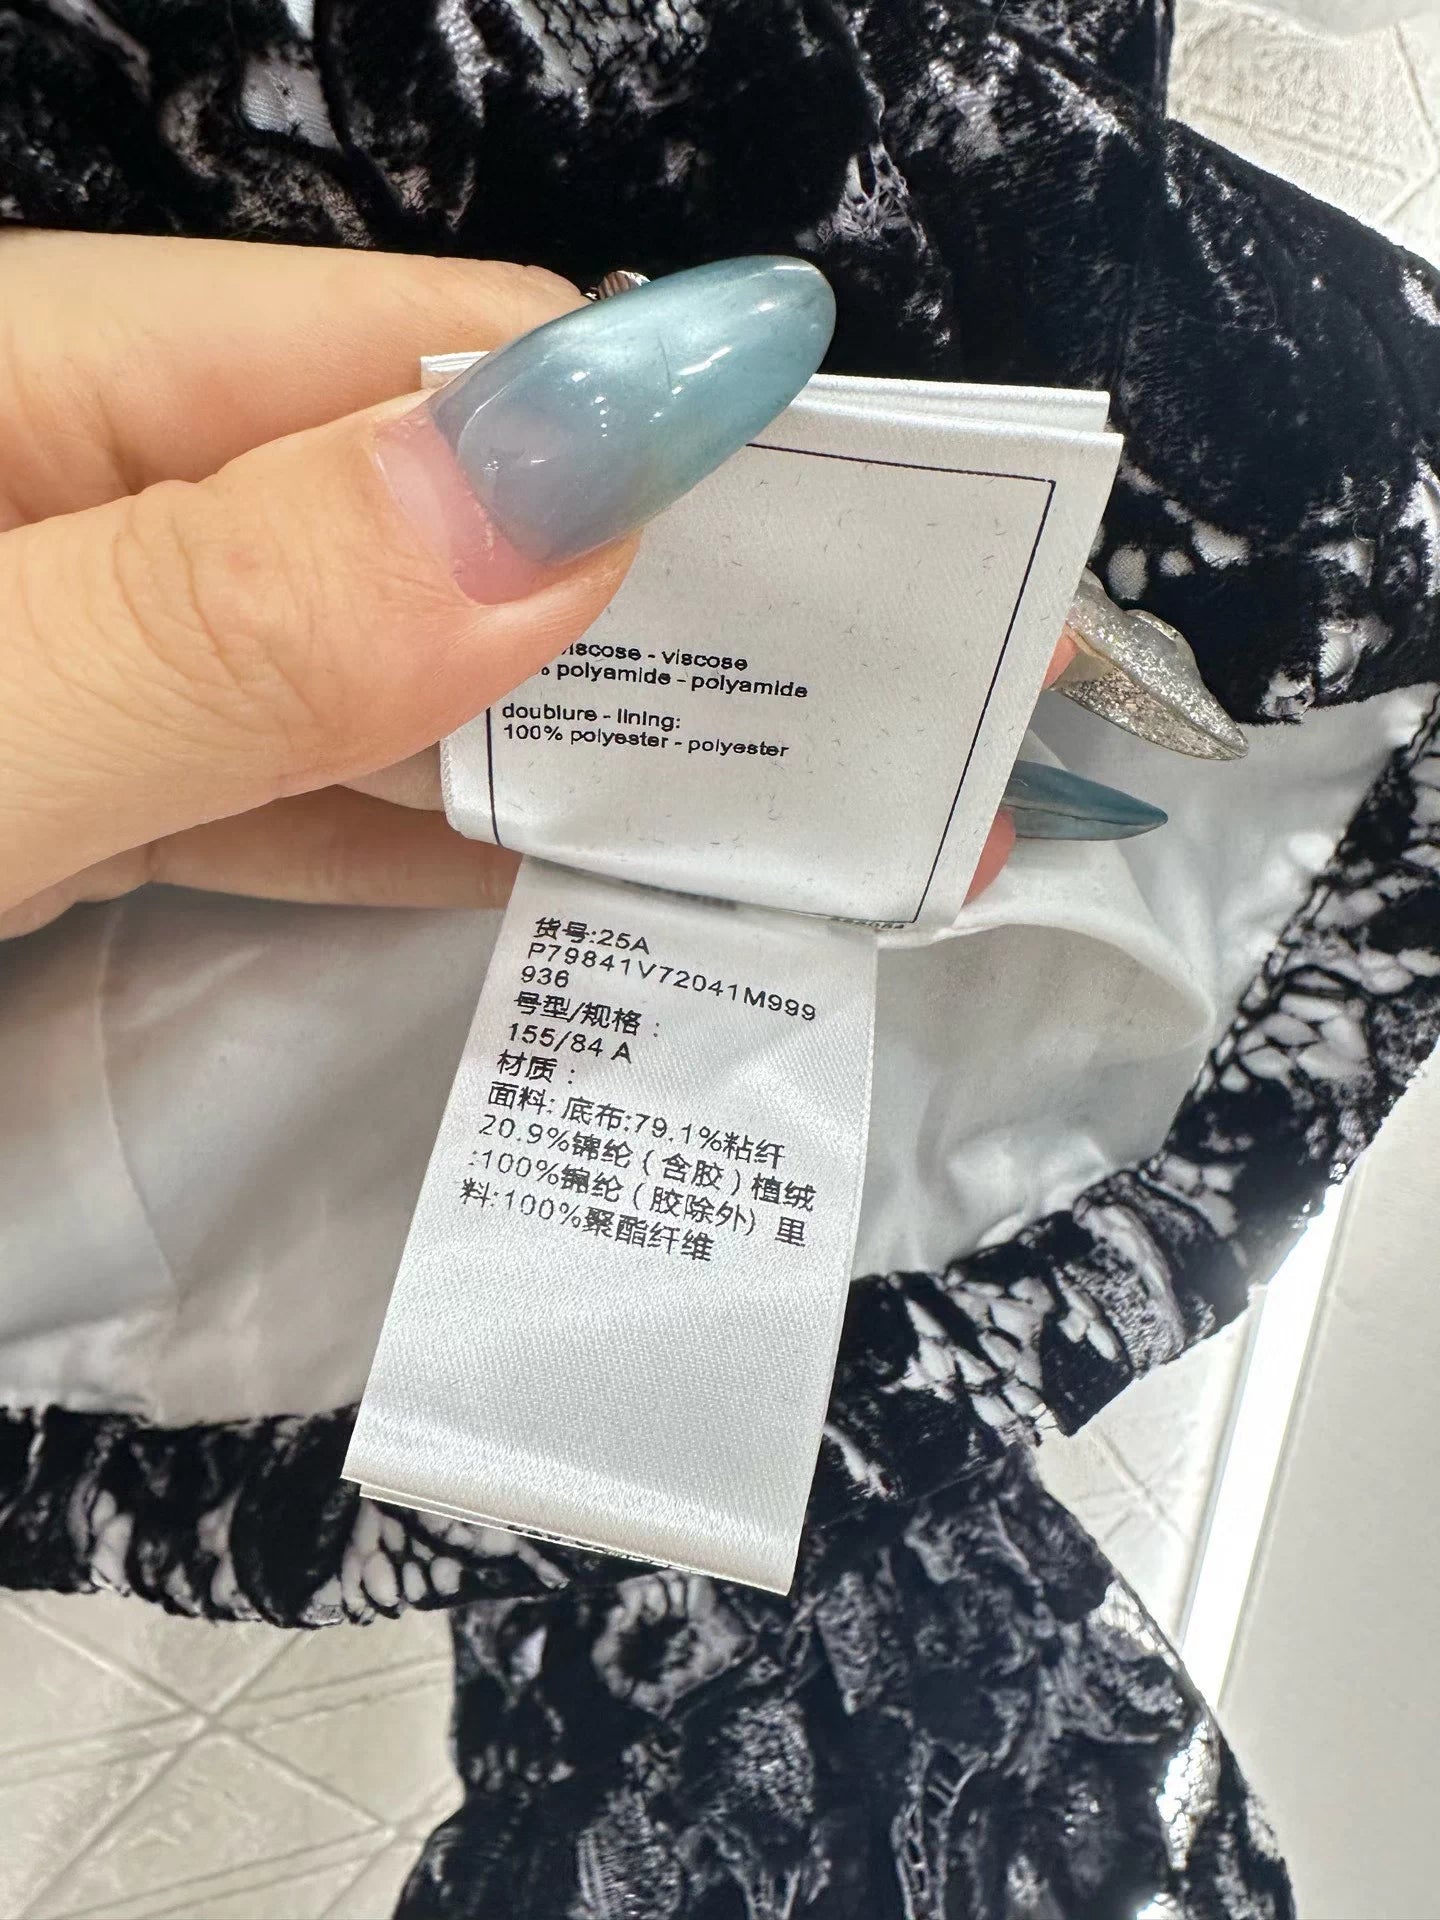 viscose - viscose
% polyamide - polyamide
doublure - lining:
100% polyester - polyester
货号:25A
P79841V72041M999
936
号型/规格:
155/84 A
材质:
面料: 底布:79.1%粘纤
20.9%锦纶(含胶)植绒
:100%锦纶(胶除外) 里
料:100%聚酯纤维